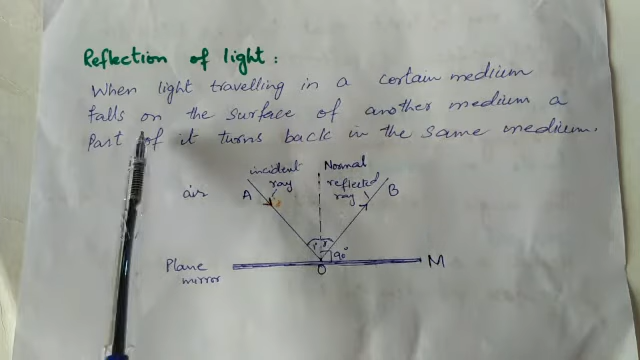 Reflection of light:
When light travelling in a certain medium
falls on the surface of another medium a
Part of it turns back in the same medium.
incident ray
Normal
reflected ray
air
A
B
i r
90°
Plane mirror
O
M